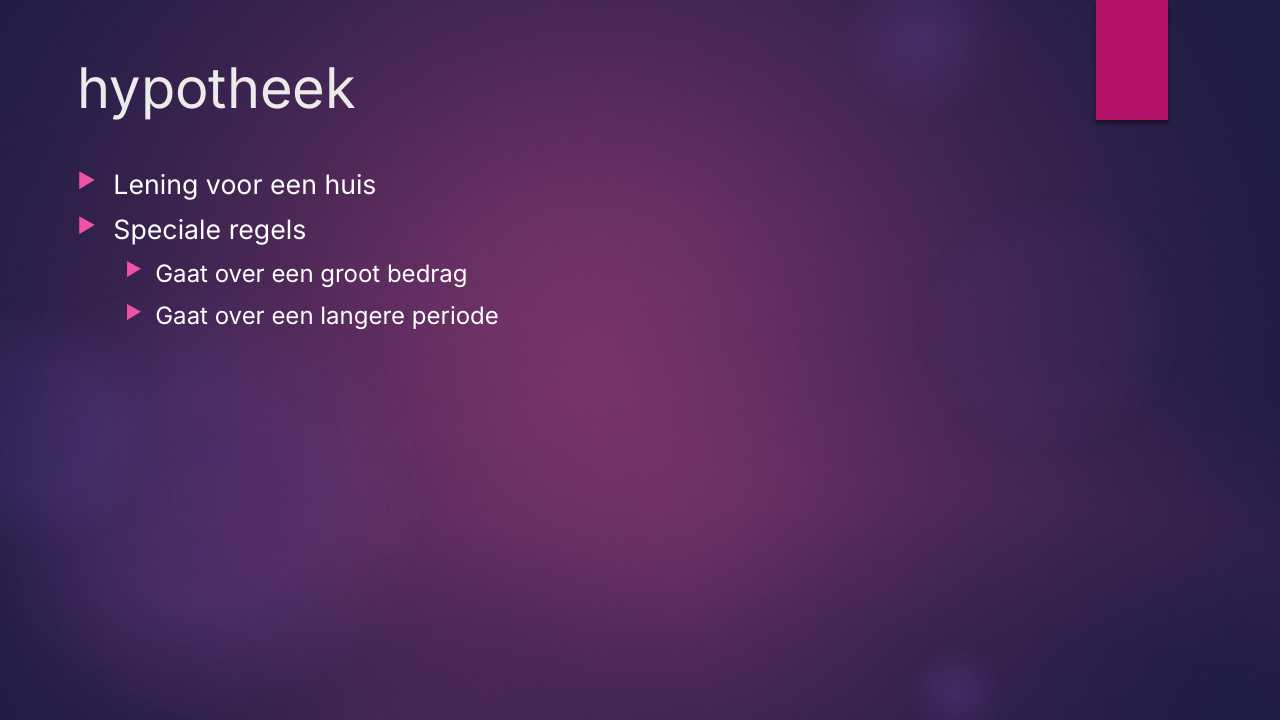 hypotheek
Lening voor een huis
Speciale regels
Gaat over een groot bedrag
Gaat over een langere periode